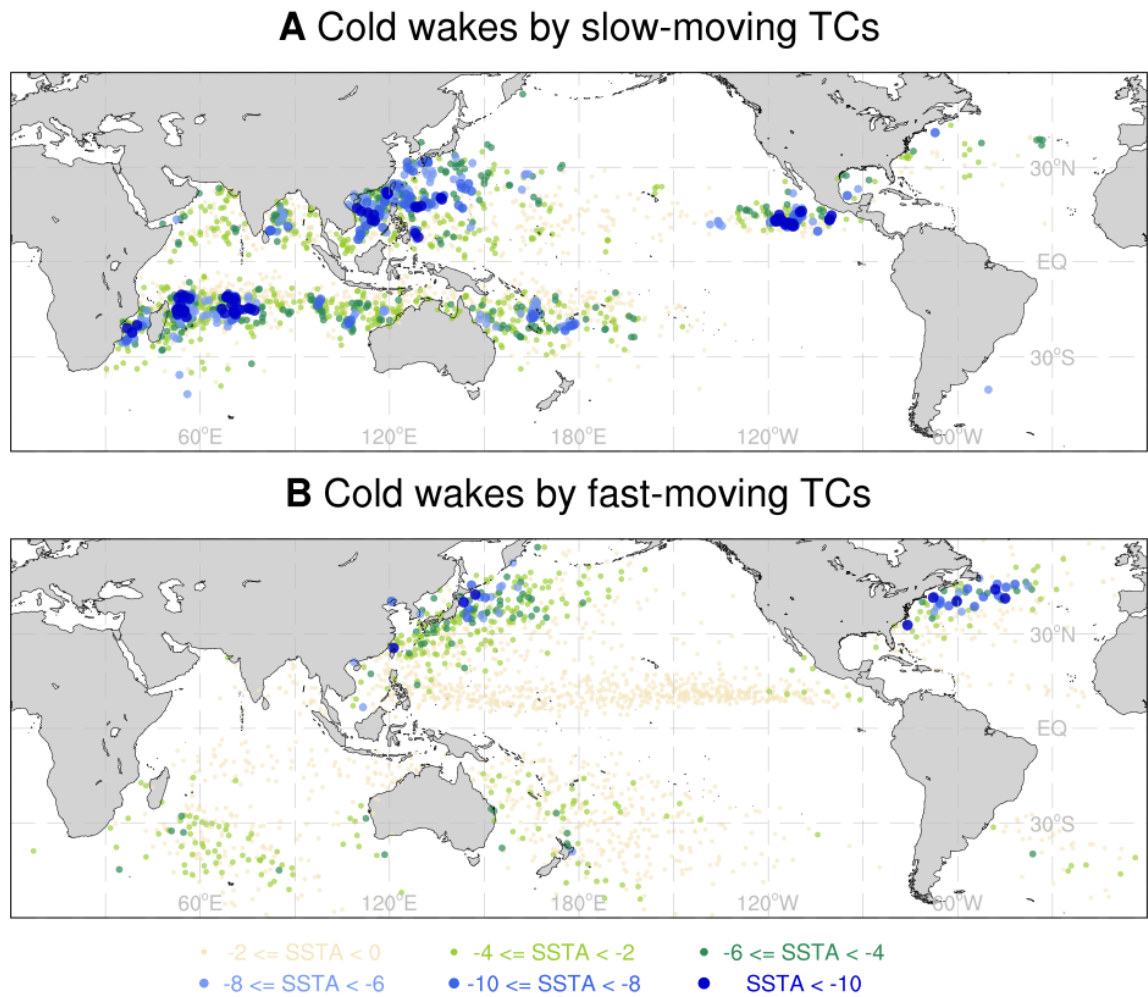 A Cold wakes by slow-moving TCs
30°N
EQ
30°S
60°E 120°E 180°E 120°W 60°W
B Cold wakes by fast-moving TCs
30°N
EQ
30°S
60°E 120°E 180°E 120°W 60°W
-2 <= SSTA < 0 -4 <= SSTA < -2 -6 <= SSTA < -4
-8 <= SSTA < -6 -10 <= SSTA < -8 SSTA < -10